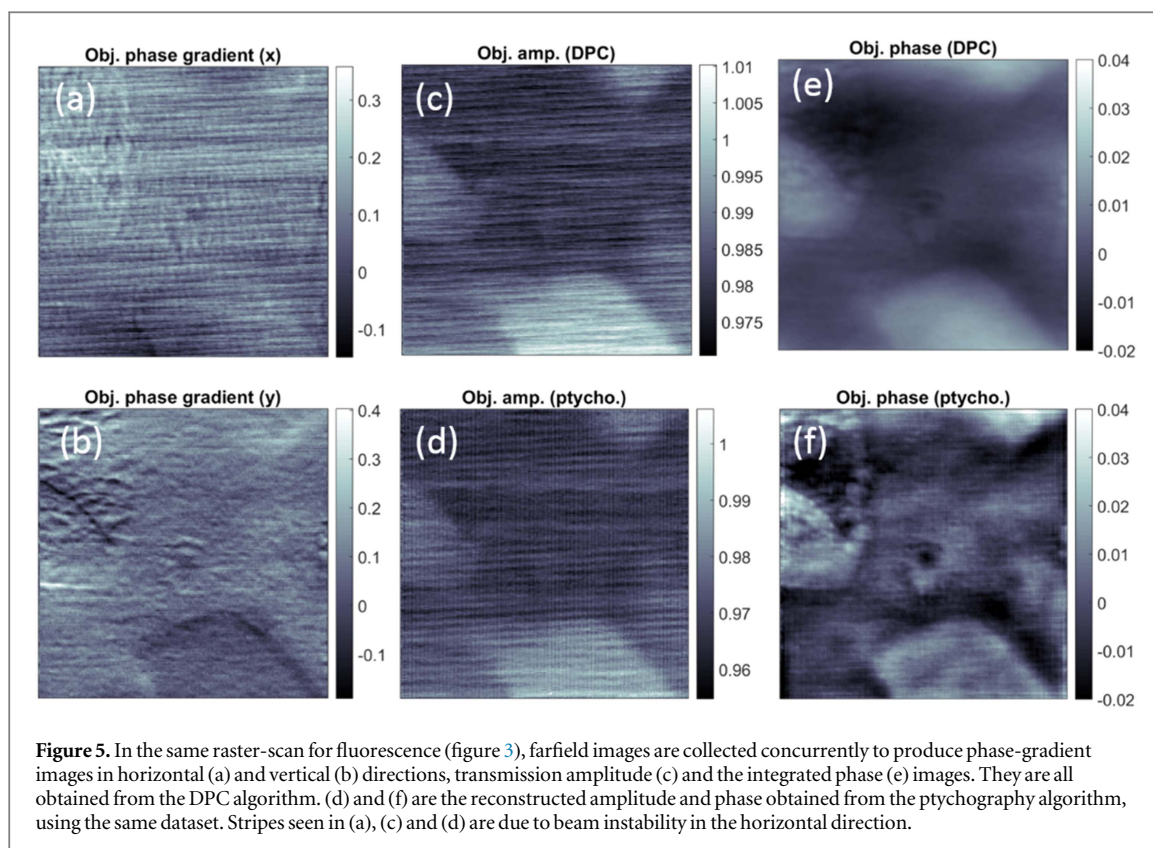 Obj. phase gradient (x)
(a)
0.3
0.2
0.1
0
-0.1
Obj. amp. (DPC)
(c)
1.01
1.005
1
0.995
0.99
0.985
0.98
0.975
Obj. phase (DPC)
(e)
0.04
0.03
0.02
0.01
0
-0.01
-0.02
Obj. phase gradient (y)
(b)
0.4
0.3
0.2
0.1
0
-0.1
Obj. amp. (ptycho.)
(d)
1
0.99
0.98
0.97
0.96
Obj. phase (ptycho.)
(f)
0.04
0.03
0.02
0.01
0
-0.01
-0.02
Figure 5. In the same raster-scan for fluorescence (figure 3), farfield images are collected concurrently to produce phase-gradient
images in horizontal (a) and vertical (b) directions, transmission amplitude (c) and the integrated phase (e) images. They are all
obtained from the DPC algorithm. (d) and (f) are the reconstructed amplitude and phase obtained from the ptychography algorithm,
using the same dataset. Stripes seen in (a), (c) and (d) are due to beam instability in the horizontal direction.